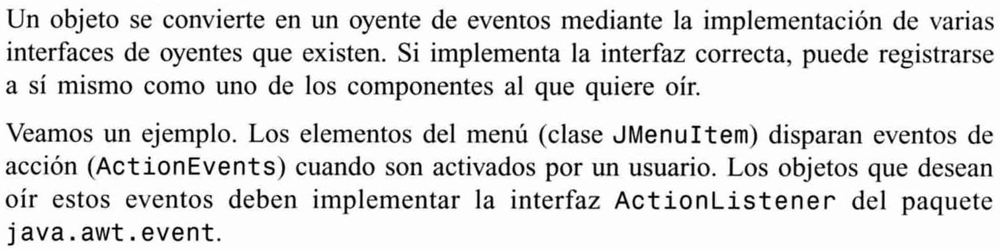 Un objeto se convierte en un oyente de eventos mediante la implementación de varias
interfaces de oyentes que existen. Si implementa la interfaz correcta, puede registrarse
a sí mismo como uno de los componentes al que quiere oír.
Veamos un ejemplo. Los elementos del menú (clase JMenuItem) disparan eventos de
acción (ActionEvents) cuando son activados por un usuario. Los objetos que desean
oír estos eventos deben implementar la interfaz ActionListener del paquete
java.awt.event.